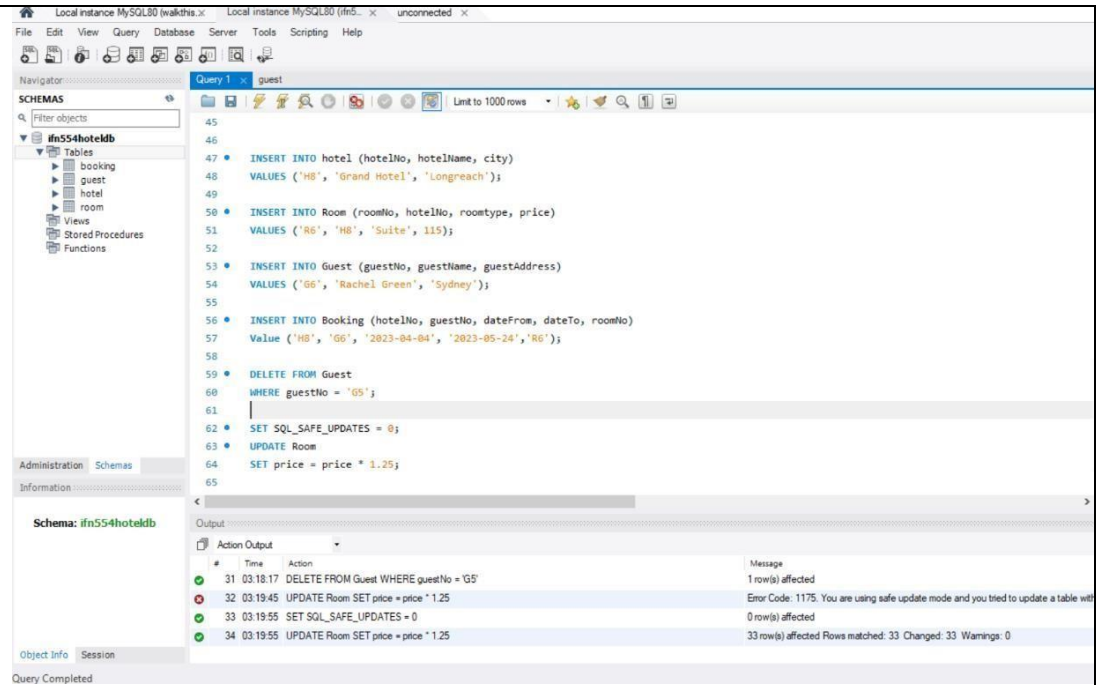 Local instance MySQL80 (walkthis... × Local instance MySQL80 (ifn5... × unconnected ×
File Edit View Query Database Server Tools Scripting Help
Navigator
Query 1 × guest
SCHEMAS
Limit to 1000 rows
Filter objects
ifn554hoteldb
Tables
booking
guest
hotel
room
Views
Stored Procedures
Functions
45
46
47 INSERT INTO hotel (hotelNo, hotelName, city)
48 VALUES ('H8', 'Grand Hotel', 'Longreach');
49
50 INSERT INTO Room (roomNo, hotelNo, roomtype, price)
51 VALUES ('R6', 'H8', 'Suite', 115);
52
53 INSERT INTO Guest (guestNo, guestName, guestAddress)
54 VALUES ('G6', 'Rachel Green', 'Sydney');
55
56 INSERT INTO Booking (hotelNo, guestNo, dateFrom, dateTo, roomNo)
57 Value ('H8', 'G6', '2023-04-04', '2023-05-24','R6');
58
59 DELETE FROM Guest
60 WHERE guestNo = 'G5';
61
62 SET SQL_SAFE_UPDATES = 0;
63 UPDATE Room
64 SET price = price * 1.25;
65
Administration Schemas
Information
Schema: ifn554hoteldb
Output
Action Output
# Time Action Message
31 03:18:17 DELETE FROM Guest WHERE guestNo = 'G5' 1 row(s) affected
32 03:19:45 UPDATE Room SET price = price * 1.25 Error Code: 1175. You are using safe update mode and you tried to update a table with
33 03:19:55 SET SQL_SAFE_UPDATES = 0 0 row(s) affected
34 03:19:55 UPDATE Room SET price = price * 1.25 33 row(s) affected Rows matched: 33 Changed: 33 Warnings: 0
Object Info Session
Query Completed